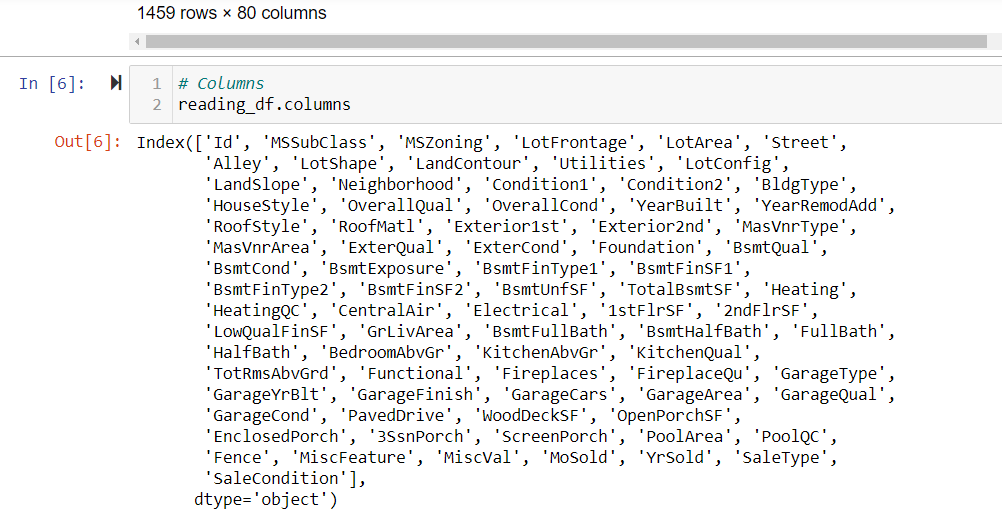 1459 rows × 80 columns
In [6]:
1 # Columns
2 reading_df.columns
Out[6]: Index(['Id', 'MSSubClass', 'MSZoning', 'LotFrontage', 'LotArea', 'Street',
'Alley', 'LotShape', 'LandContour', 'Utilities', 'LotConfig',
'LandSlope', 'Neighborhood', 'Condition1', 'Condition2', 'BldgType',
'HouseStyle', 'OverallQual', 'OverallCond', 'YearBuilt', 'YearRemodAdd',
'RoofStyle', 'RoofMatl', 'Exterior1st', 'Exterior2nd', 'MasVnrType',
'MasVnrArea', 'ExterQual', 'ExterCond', 'Foundation', 'BsmtQual',
'BsmtCond', 'BsmtExposure', 'BsmtFinType1', 'BsmtFinSF1',
'BsmtFinType2', 'BsmtFinSF2', 'BsmtUnfSF', 'TotalBsmtSF', 'Heating',
'HeatingQC', 'CentralAir', 'Electrical', '1stFlrSF', '2ndFlrSF',
'LowQualFinSF', 'GrLivArea', 'BsmtFullBath', 'BsmtHalfBath', 'FullBath',
'HalfBath', 'BedroomAbvGr', 'KitchenAbvGr', 'KitchenQual',
'TotRmsAbvGrd', 'Functional', 'Fireplaces', 'FireplaceQu', 'GarageType',
'GarageYrBlt', 'GarageFinish', 'GarageCars', 'GarageArea', 'GarageQual',
'GarageCond', 'PavedDrive', 'WoodDeckSF', 'OpenPorchSF',
'EnclosedPorch', '3SsnPorch', 'ScreenPorch', 'PoolArea', 'PoolQC',
'Fence', 'MiscFeature', 'MiscVal', 'MoSold', 'YrSold', 'SaleType',
'SaleCondition'],
dtype='object')